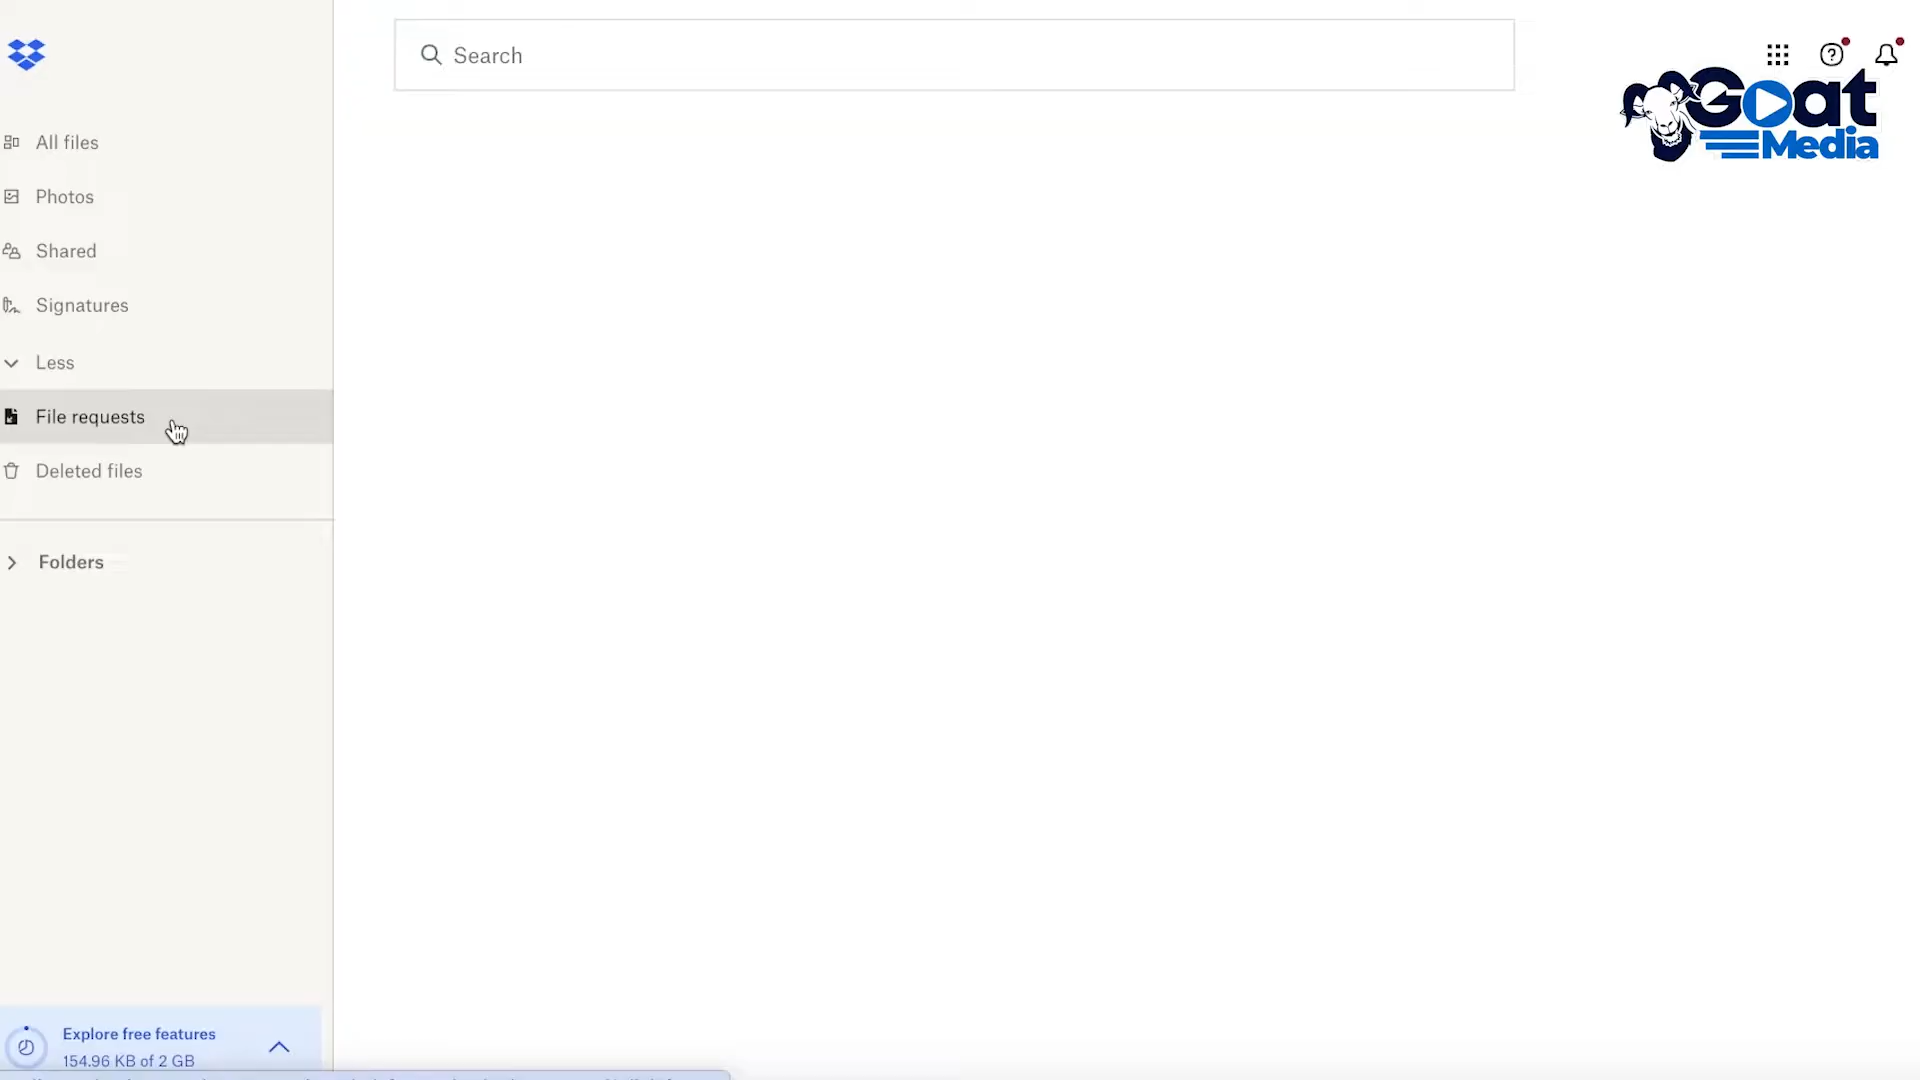 Search
Goat
Media
All files
Photos
Shared
Signatures
Less
File requests
Deleted files
Folders
Explore free features
154.96 KB of 2 GB